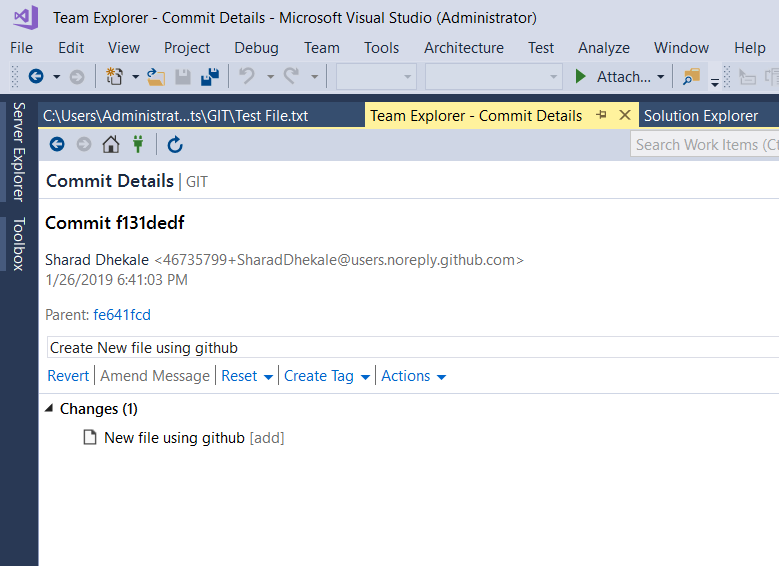 Team Explorer - Commit Details - Microsoft Visual Studio (Administrator)
File Edit View Project Debug Team Tools Architecture Test Analyze Window Help
Attach...
C:\Users\Administrat...ts\GIT\Test File.txt Team Explorer - Commit Details Solution Explorer
Server Explorer
Toolbox
Search Work Items (Ct
Commit Details | GIT
Commit f131dedf
Sharad Dhekale <46735799+SharadDhekale@users.noreply.github.com>
1/26/2019 6:41:03 PM
Parent: fe641fcd
Create New file using github
Revert Amend Message Reset Create Tag Actions
Changes (1)
New file using github [add]